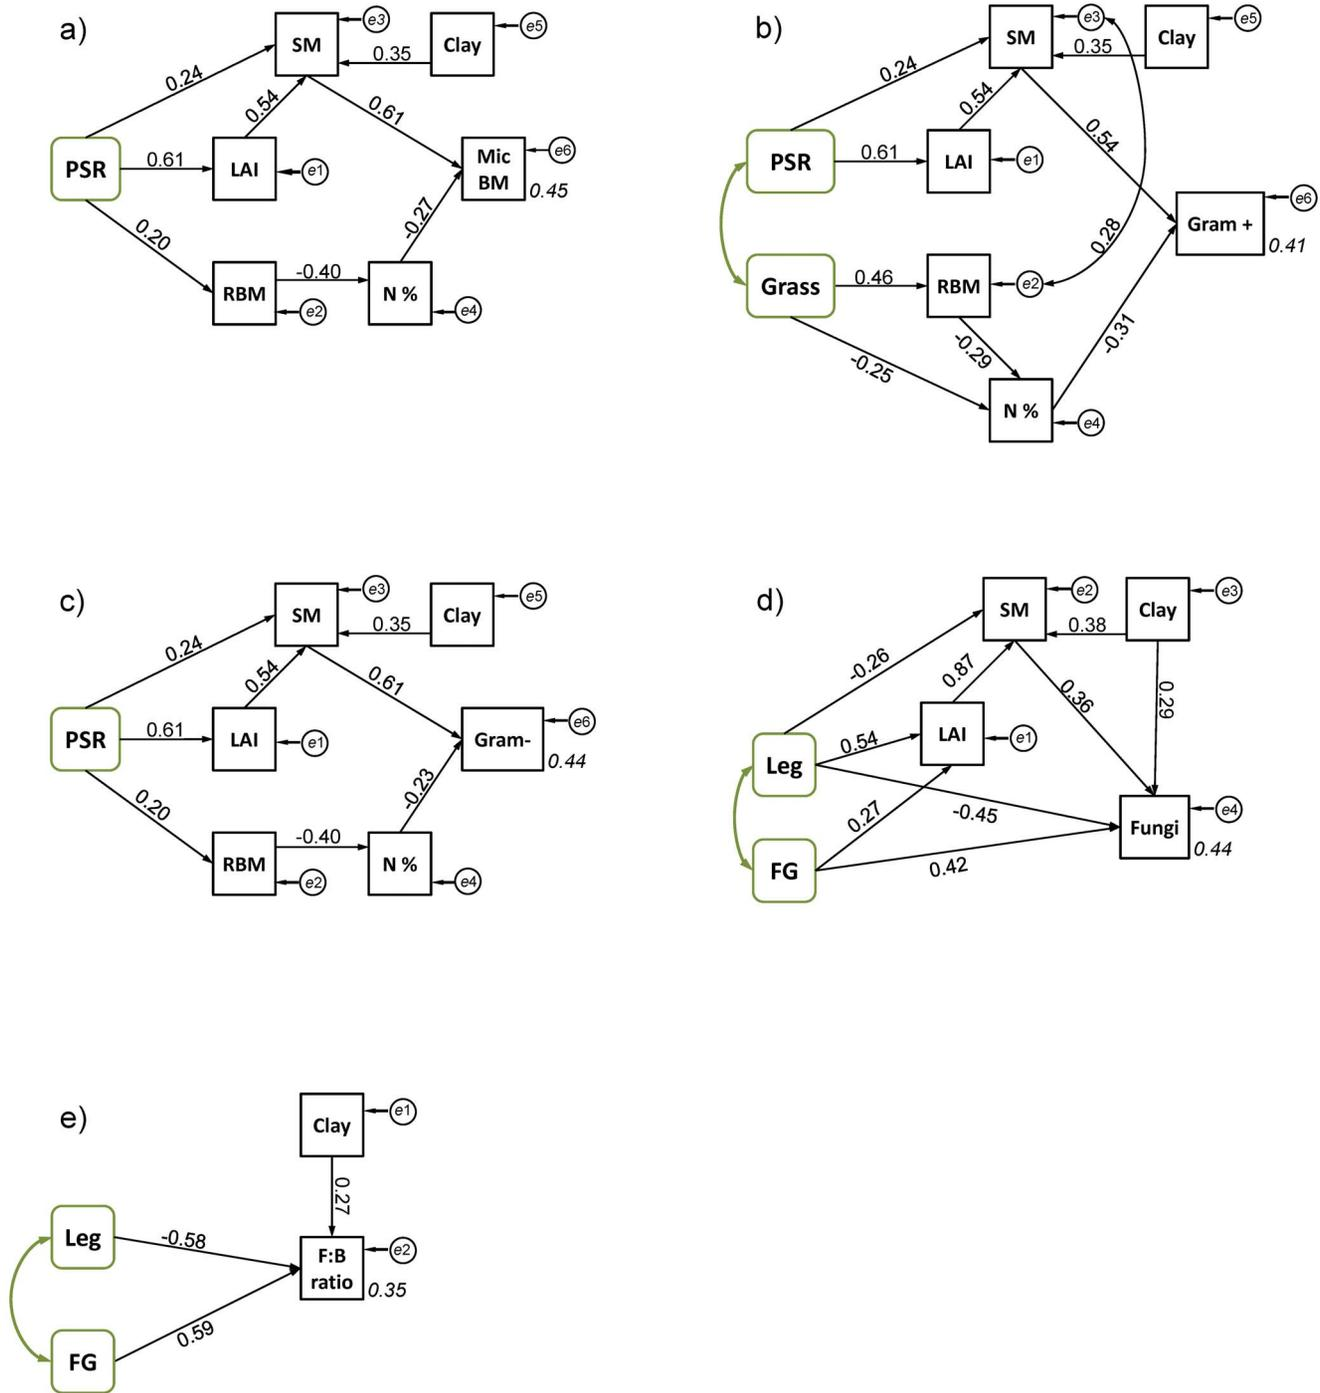 a)
SM
e3
Clay
e5
0.24
0.35
0.54
0.61
PSR
0.61
LAI
e1
Mic
BM
e6
0.45
0.20
-0.27
RBM
-0.40
N %
e2
e4
b)
SM
e3
Clay
e5
0.24
0.35
0.54
0.54
PSR
0.61
LAI
e1
Gram +
e6
0.41
0.28
Grass
0.46
RBM
e2
-0.25
-0.29
-0.31
N %
e4
c)
SM
e3
Clay
e5
0.24
0.35
0.54
0.61
PSR
0.61
LAI
e1
Gram-
e6
0.44
0.20
-0.23
RBM
-0.40
N %
e2
e4
d)
SM
e2
Clay
e3
-0.26
0.38
0.87
0.36
0.29
LAI
e1
Leg
0.54
0.27
-0.45
Fungi
e4
0.44
FG
0.42
e)
Clay
e1
0.27
Leg
-0.58
F:B
ratio
e2
0.35
0.59
FG